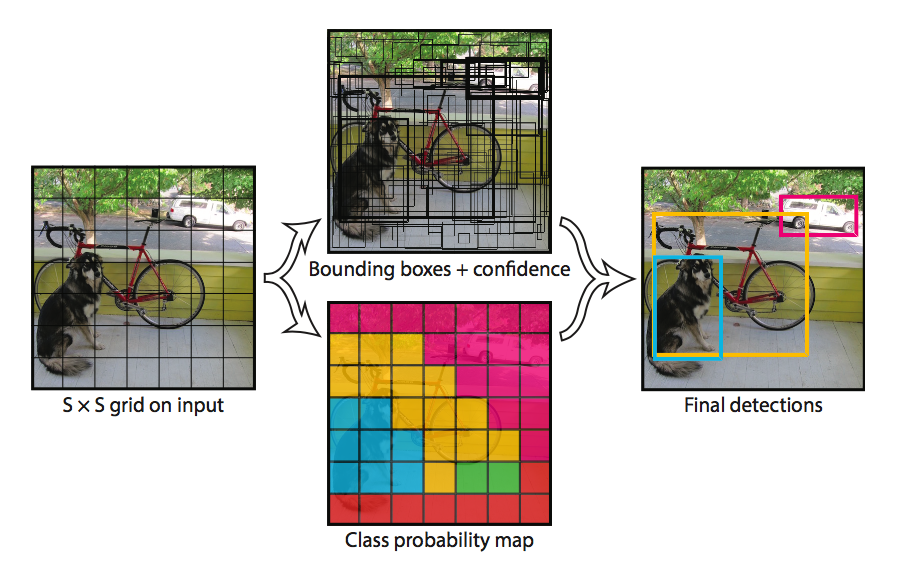 Bounding boxes + confidence
S × S grid on input
Final detections
Class probability map